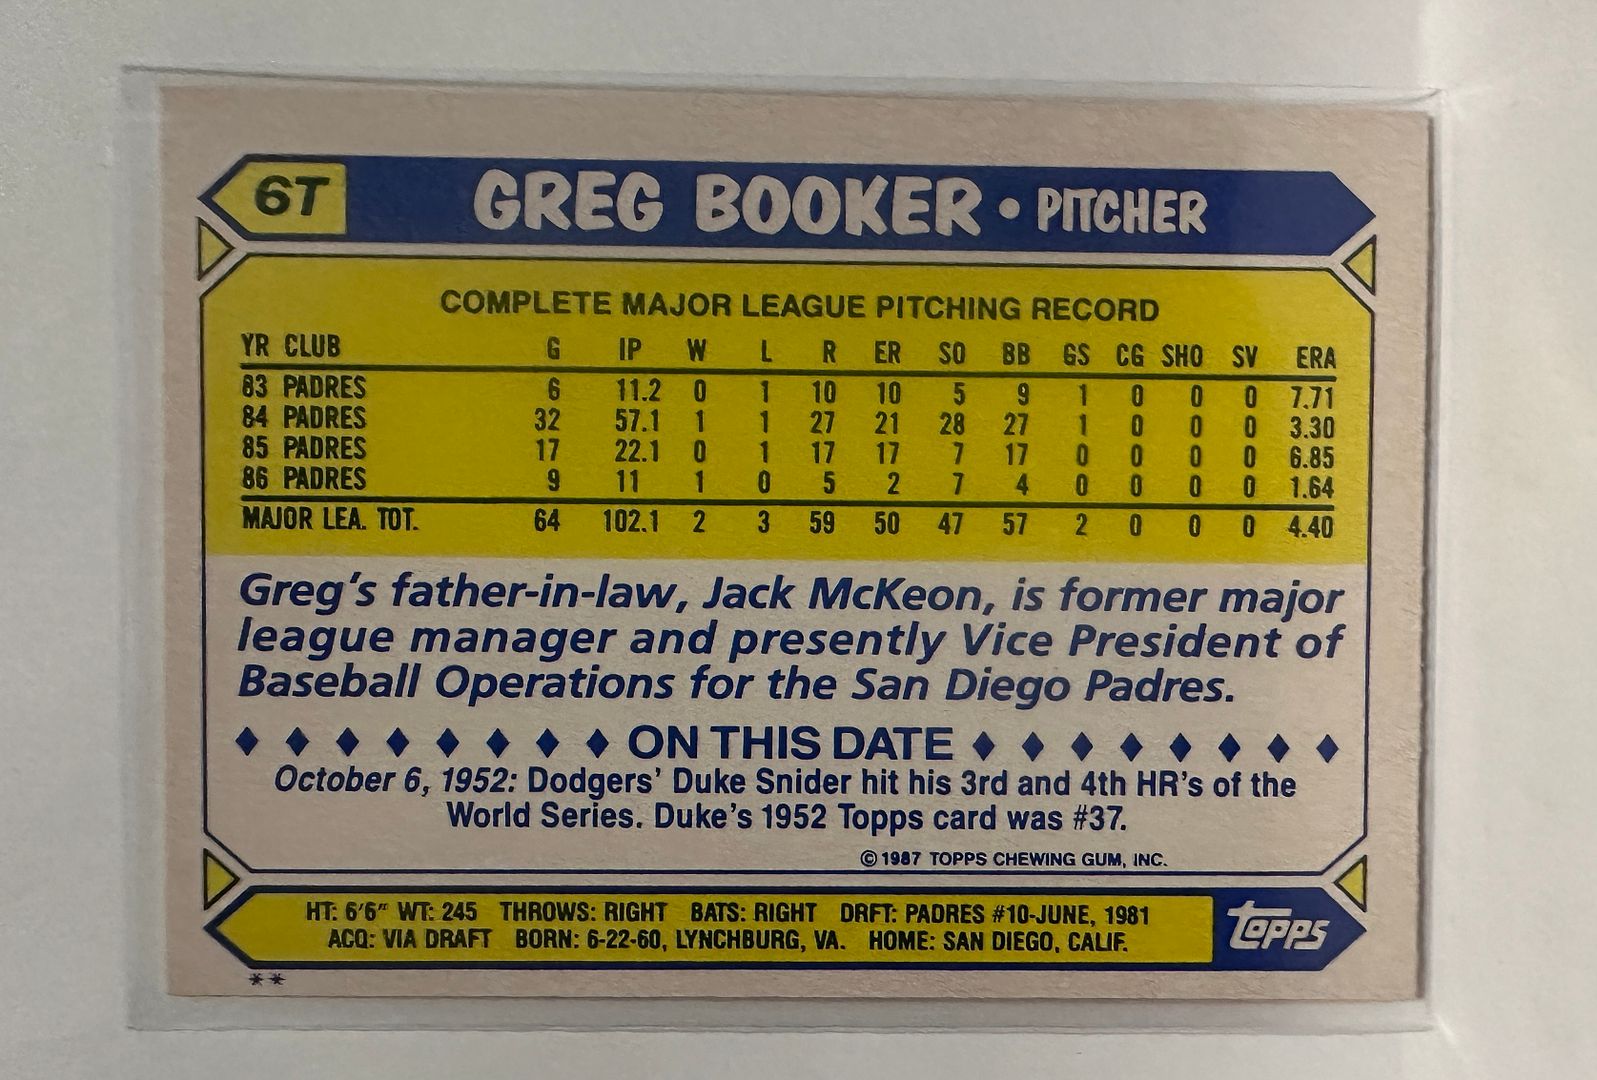 6T GREG BOOKER • PITCHER
COMPLETE MAJOR LEAGUE PITCHING RECORD
YR CLUB G IP W L R ER SO BB GS CG SHO SV ERA
83 PADRES 6 11.2 0 1 10 10 5 9 1 0 0 0 7.71
84 PADRES 32 57.1 1 1 27 21 28 27 1 0 0 0 3.30
85 PADRES 17 22.1 0 1 17 17 7 17 0 0 0 0 6.85
86 PADRES 9 11 1 0 5 2 7 4 0 0 0 0 1.64
MAJOR LEA. TOT. 64 102.1 2 3 59 50 47 57 2 0 0 0 4.40
Greg's father-in-law, Jack McKeon, is former major
league manager and presently Vice President of
Baseball Operations for the San Diego Padres.
ON THIS DATE
October 6, 1952: Dodgers' Duke Snider hit his 3rd and 4th HR's of the
World Series. Duke's 1952 Topps card was #37.
© 1987 TOPPS CHEWING GUM, INC.
HT: 6'6" WT: 245 THROWS: RIGHT BATS: RIGHT DRFT: PADRES #10-JUNE, 1981
ACQ: VIA DRAFT BORN: 6-22-60, LYNCHBURG, VA. HOME: SAN DIEGO, CALIF.
topps
**